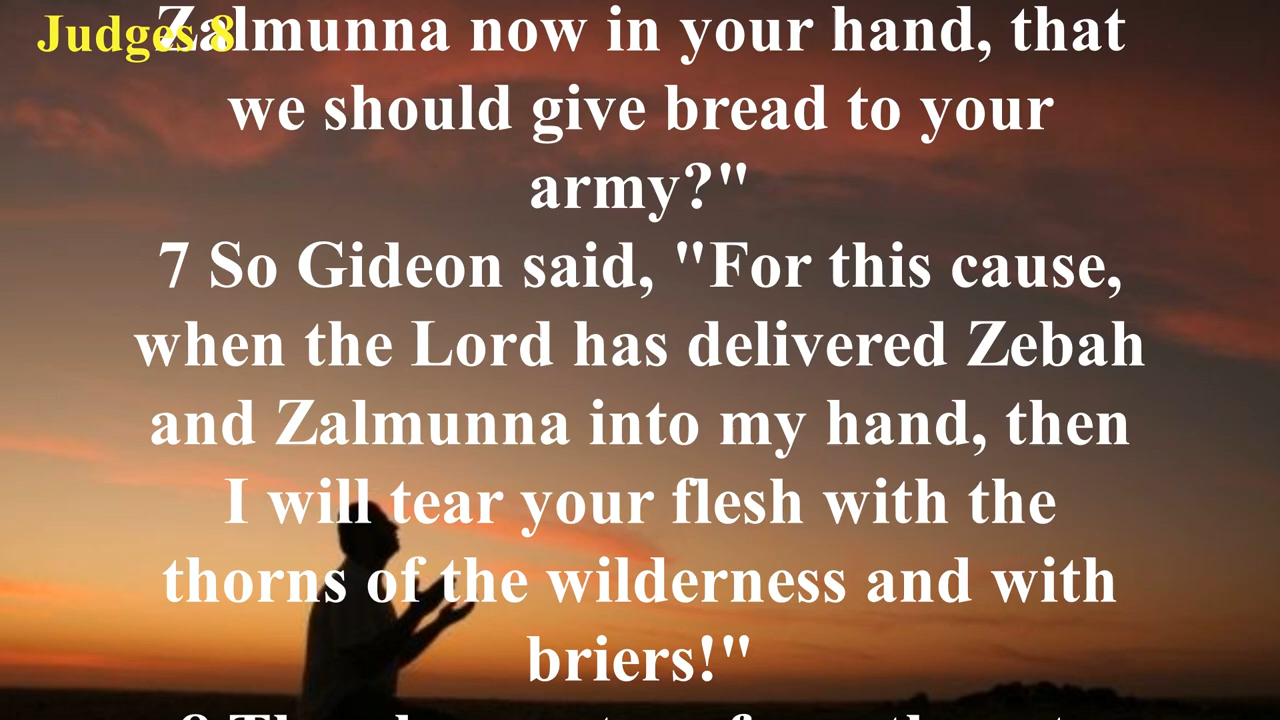 Judges 8
Zalmunna now in your hand, that
we should give bread to your
army?"
7 So Gideon said, "For this cause,
when the Lord has delivered Zebah
and Zalmunna into my hand, then
I will tear your flesh with the
thorns of the wilderness and with
briers!"